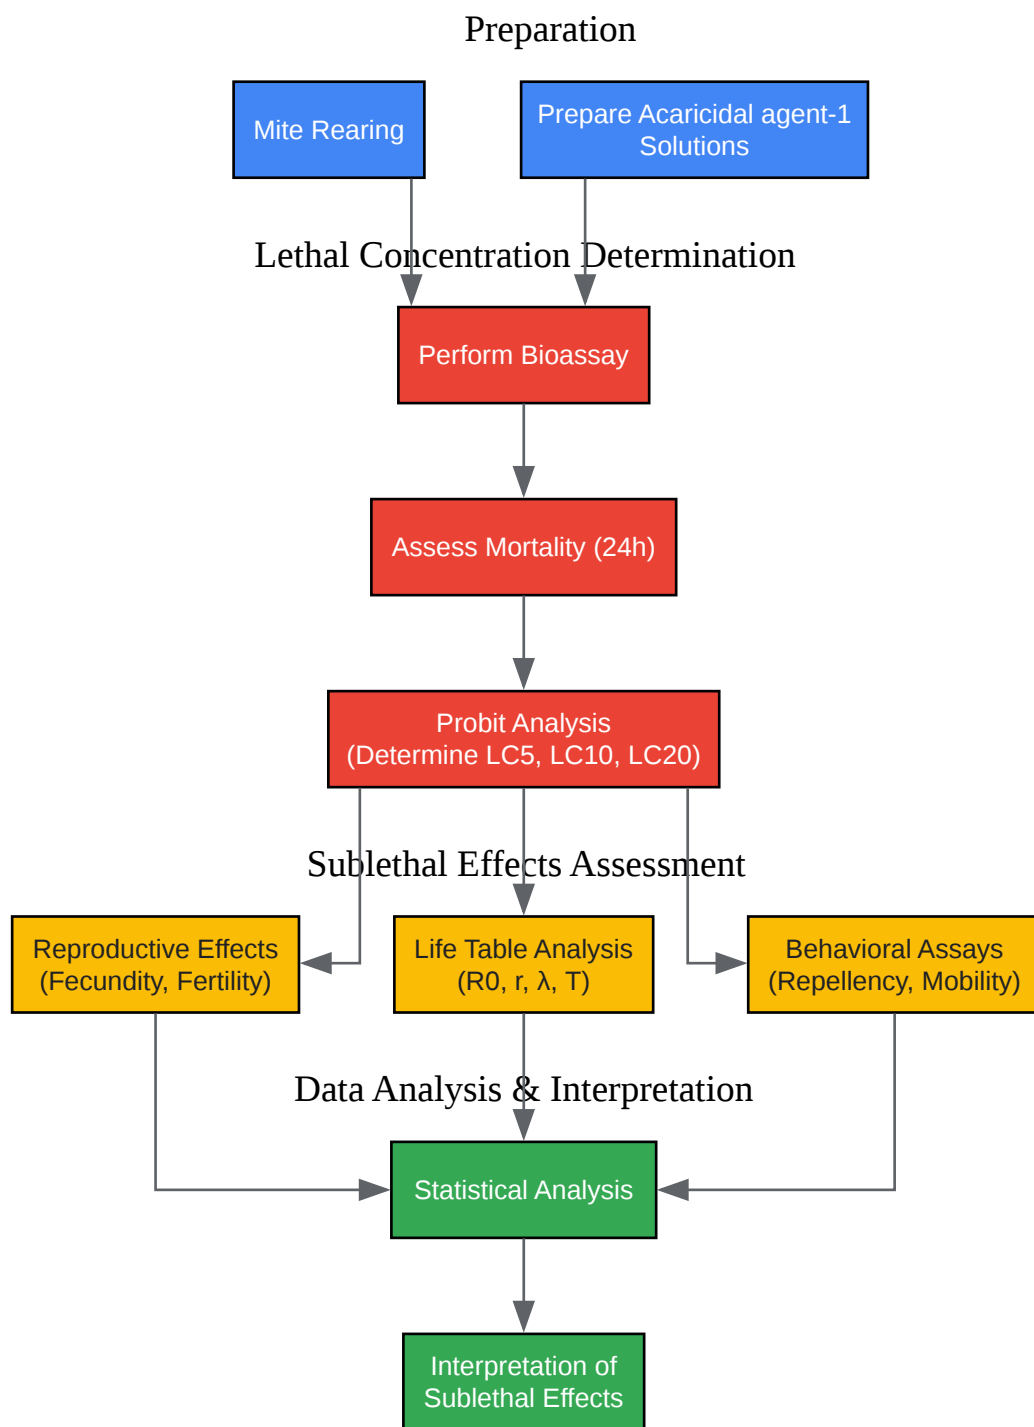 Preparation
Mite Rearing
Prepare Acaricidal agent-1
Solutions
Lethal Concentration Determination
Perform Bioassay
Assess Mortality (24h)
Probit Analysis
(Determine LC5, LC10, LC20)
Sublethal Effects Assessment
Reproductive Effects
(Fecundity, Fertility)
Life Table Analysis
(R0, r, λ, T)
Behavioral Assays
(Repellency, Mobility)
Data Analysis & Interpretation
Statistical Analysis
Interpretation of
Sublethal Effects